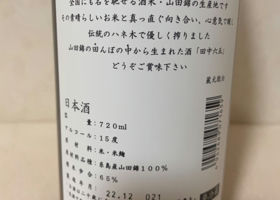 全国にも名を馳せる酒米・山田錦の生産地です
その素晴らしいお米と真っ直ぐ向き合い、心意気で醸し
伝統のハネ木で優しく搾りました
山田錦の田んぼの中から生まれた酒「田中六五」
どうぞご賞味下さい
蔵元敬白
日本酒
容量：720ml
アルコール：15度
原材料：米・米麹
原料米品種：糸島産山田錦100%
精米歩合：65%
22.12 021